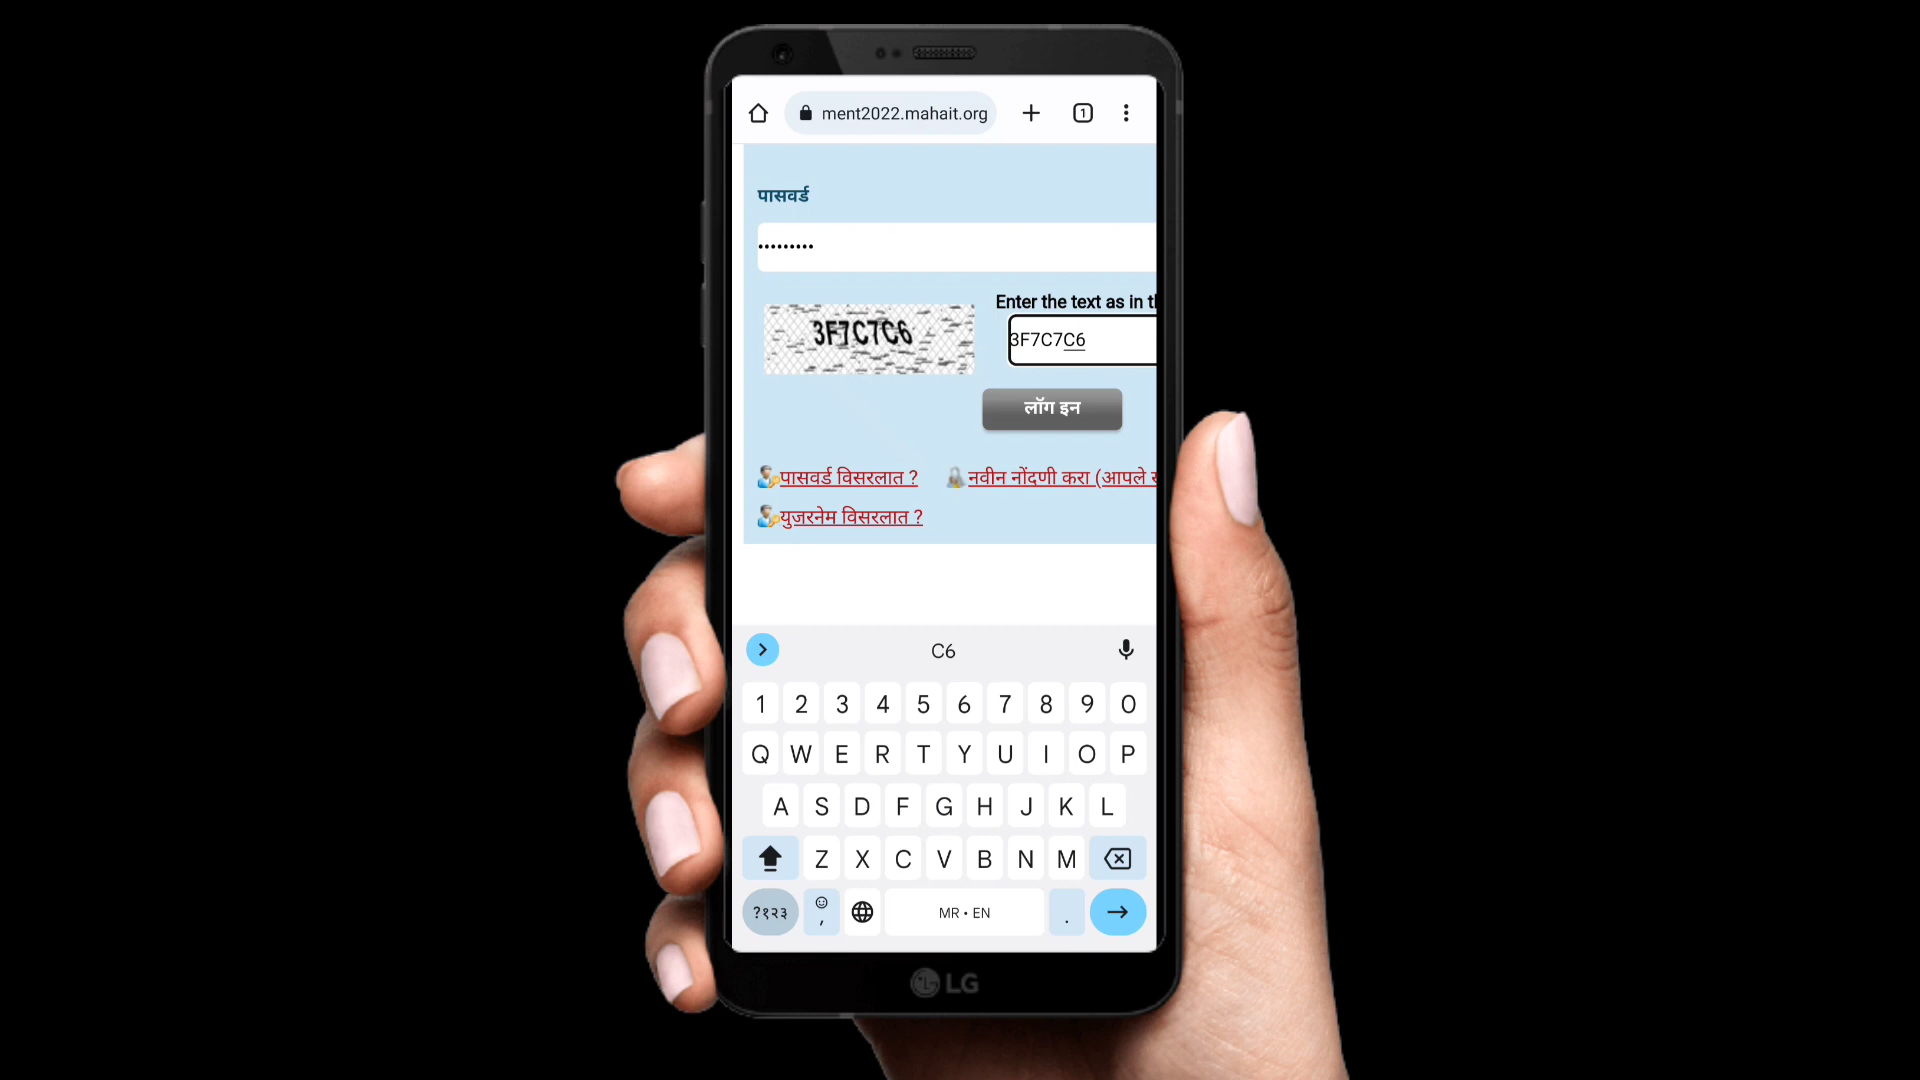 ment2022.mahait.org
1
पासवर्ड
•••••••••
Enter the text as in
3F7C7C6
3F7C7C6
लॉग इन
पासवर्ड विसरलात ?
नवीन नोंदणी करा (आपले
युजरनेम विसरलात ?
C6
1 2 3 4 5 6 7 8 9 0
Q W E R T Y U I O P
A S D F G H J K L
Z X C V B N M
?१२३ , MR • EN .
LG